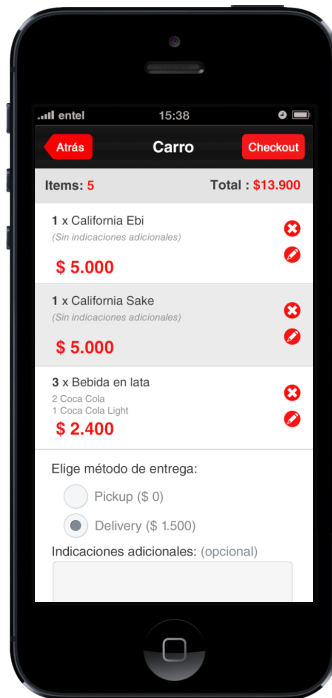 entel 15:38
Atrás Carro Checkout
Items: 5 Total : $13.900
1 x California Ebi
(Sin indicaciones adicionales)
$ 5.000
1 x California Sake
(Sin indicaciones adicionales)
$ 5.000
3 x Bebida en lata
2 Coca Cola
1 Coca Cola Light
$ 2.400
Elige método de entrega:
Pickup ($ 0)
Delivery ($ 1.500)
Indicaciones adicionales: (opcional)